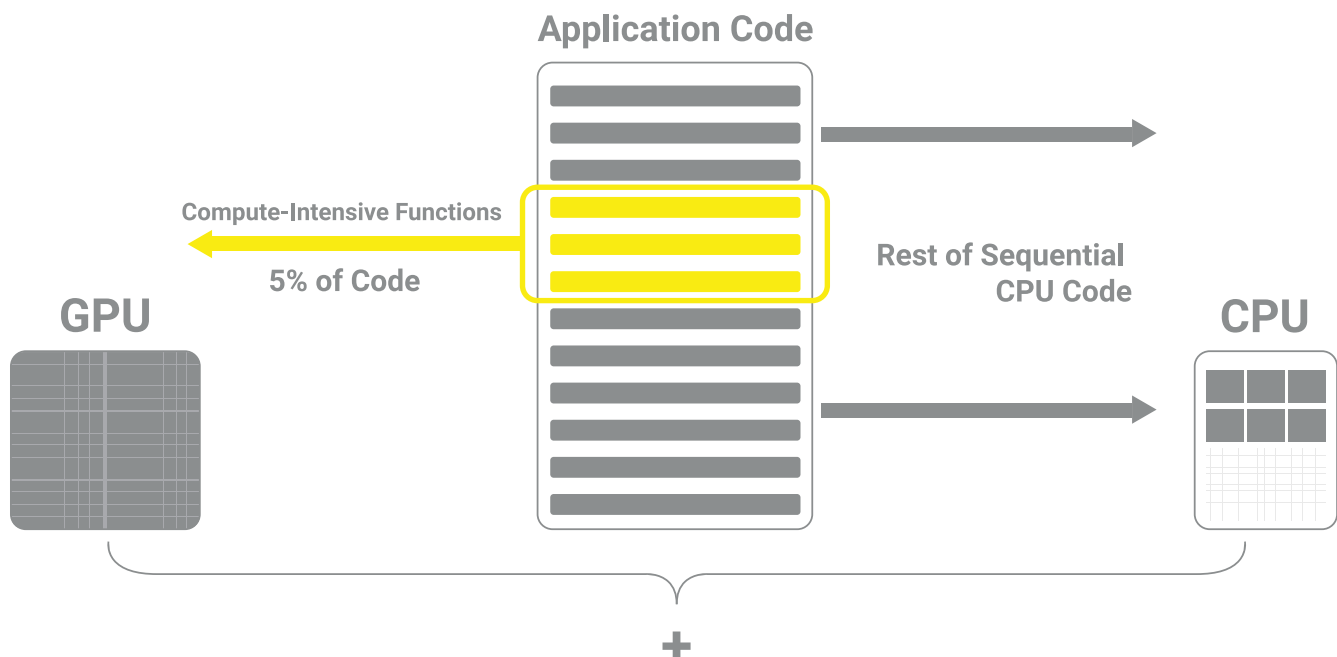 Application Code
Compute-Intensive Functions
5% of Code
Rest of Sequential
CPU Code
GPU
CPU
+